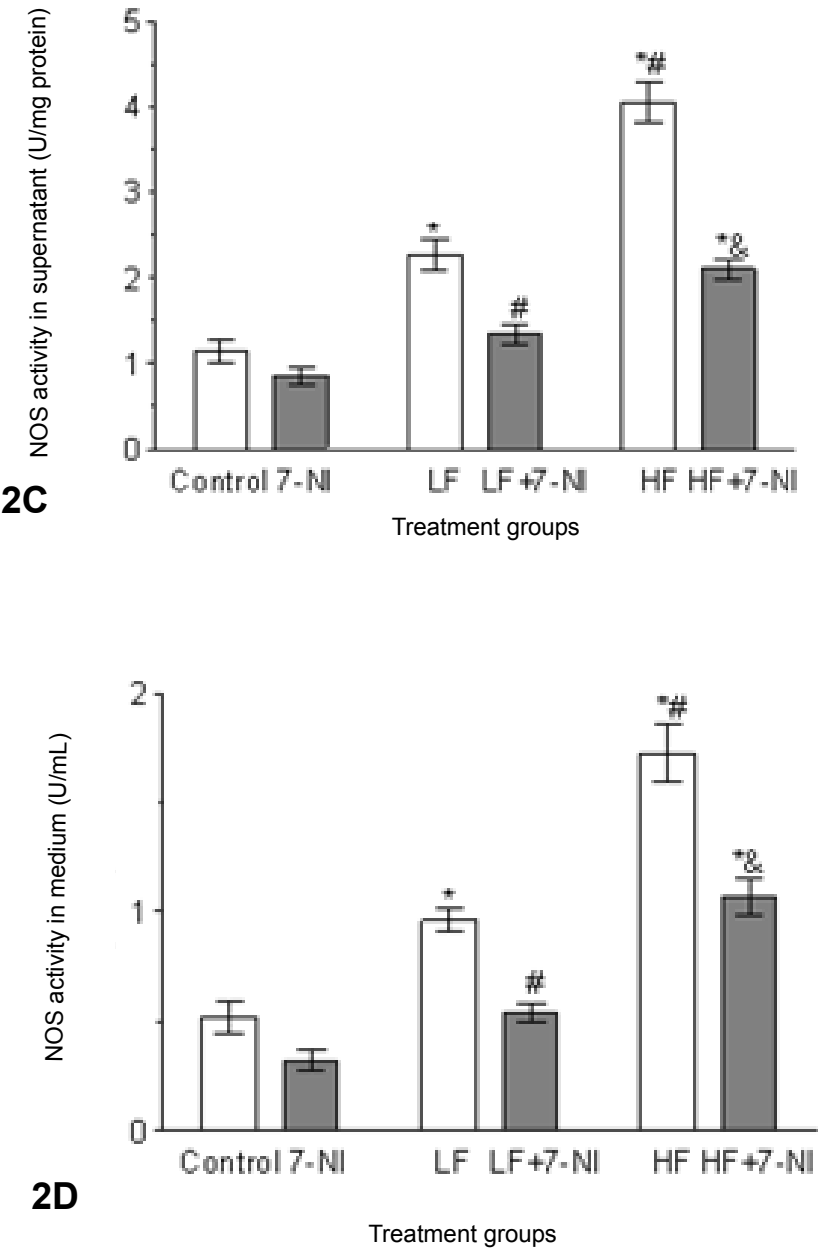 NOS activity in supernatant (U/mg protein)
5
4
3
2
1
0
*
#
*#
*&
Control 7-NI LF LF+7-NI HF HF+7-NI
2C
Treatment groups
NOS activity in medium (U/mL)
2
1
0
*
#
*#
*&
Control 7-NI LF LF+7-NI HF HF+7-NI
2D
Treatment groups